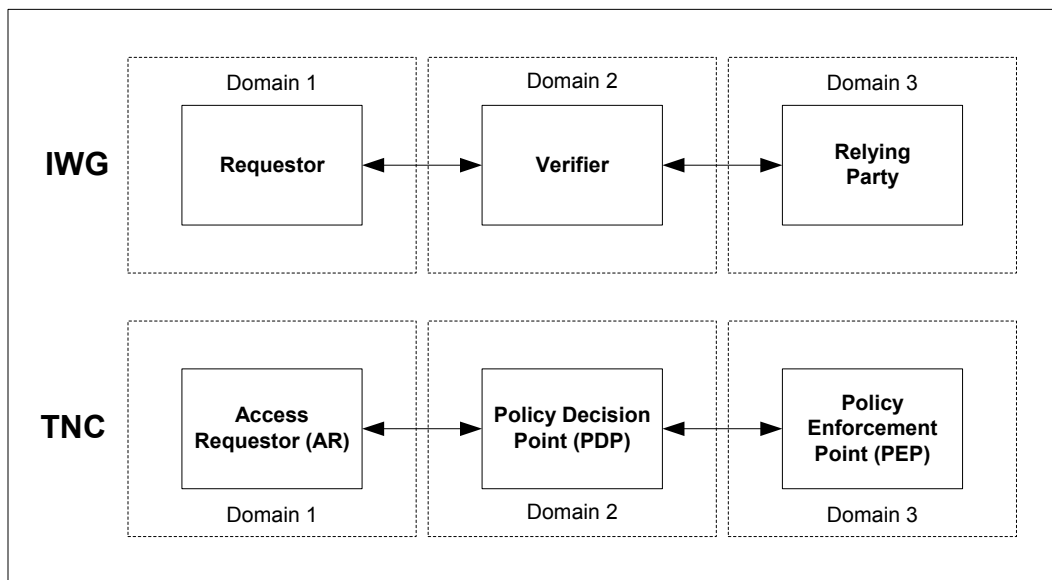 Domain 1
Domain 2
Domain 3
IWG
Requestor
Verifier
Relying
Party
TNC
Access
Requestor (AR)
Policy Decision
Point (PDP)
Policy
Enforcement
Point (PEP)
Domain 1
Domain 2
Domain 3